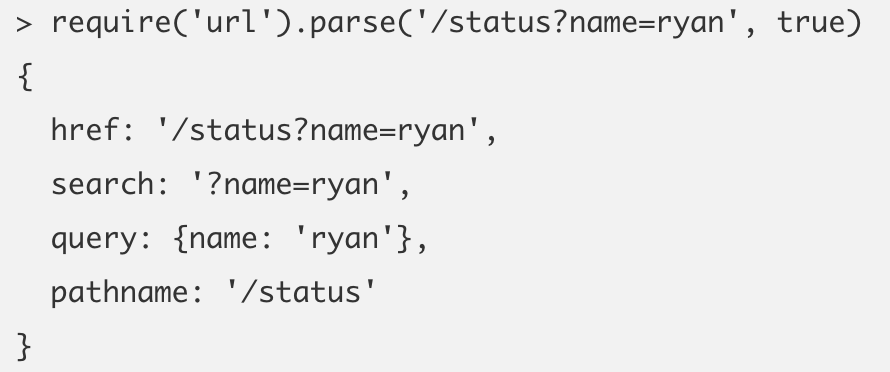 > require('url').parse('/status?name=ryan', true)
{
  href: '/status?name=ryan',
  search: '?name=ryan',
  query: {name: 'ryan'},
  pathname: '/status'
}